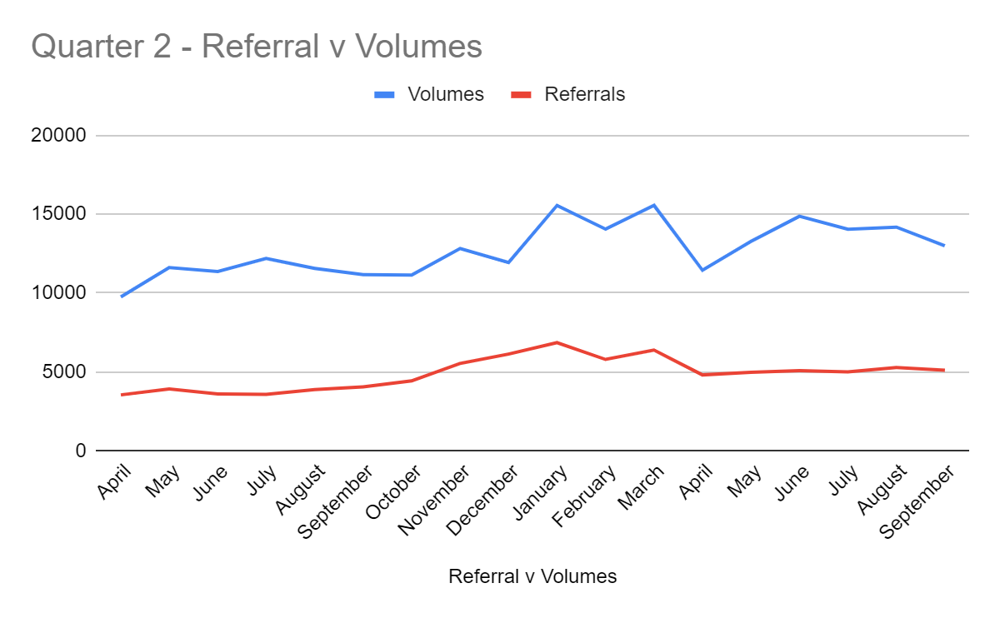 Quarter 2 - Referral v Volumes
Volumes Referrals
20000
15000
10000
5000
0
April May June July August September October November December January February March April May June July August September
Referral v Volumes